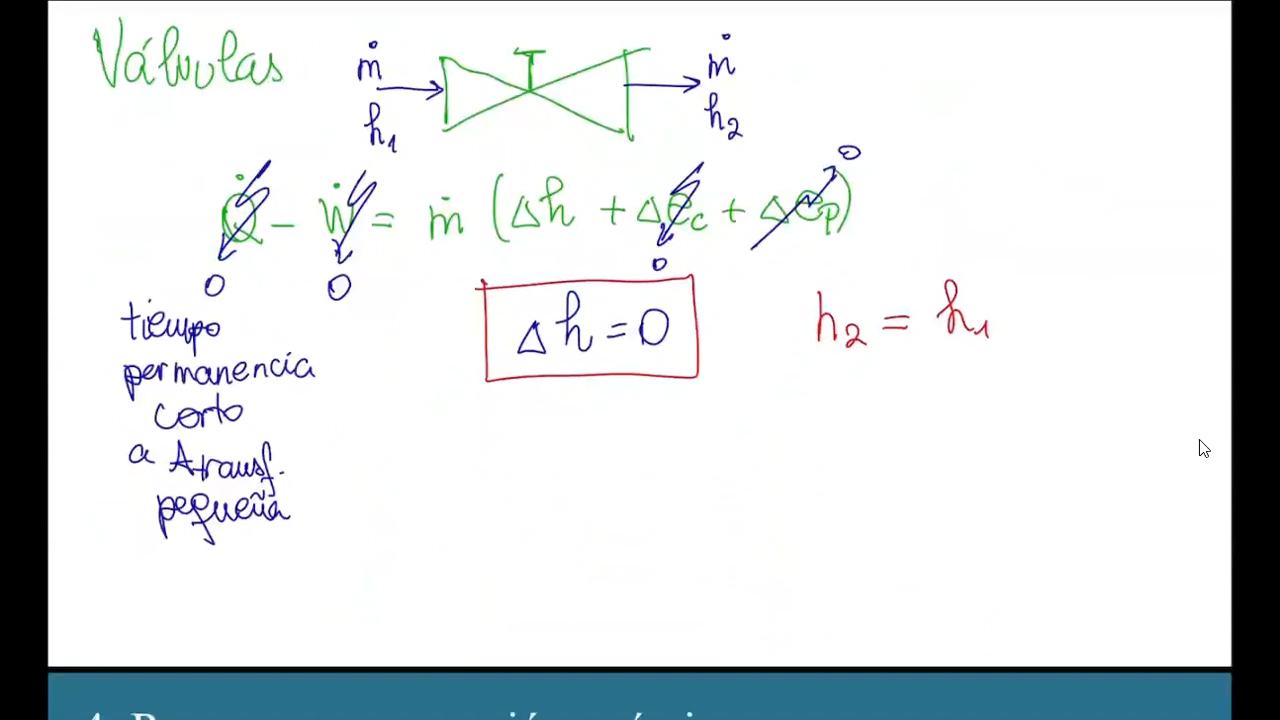 Válvulas
ṁ ṁ
h1 h2
Q̇ - Ẇ = ṁ (Δh + Δec + Δep)
0 0 0 0
Δh = 0 h2 = h1
tiempo
permanencia
corto
a Atransf.
pequeña